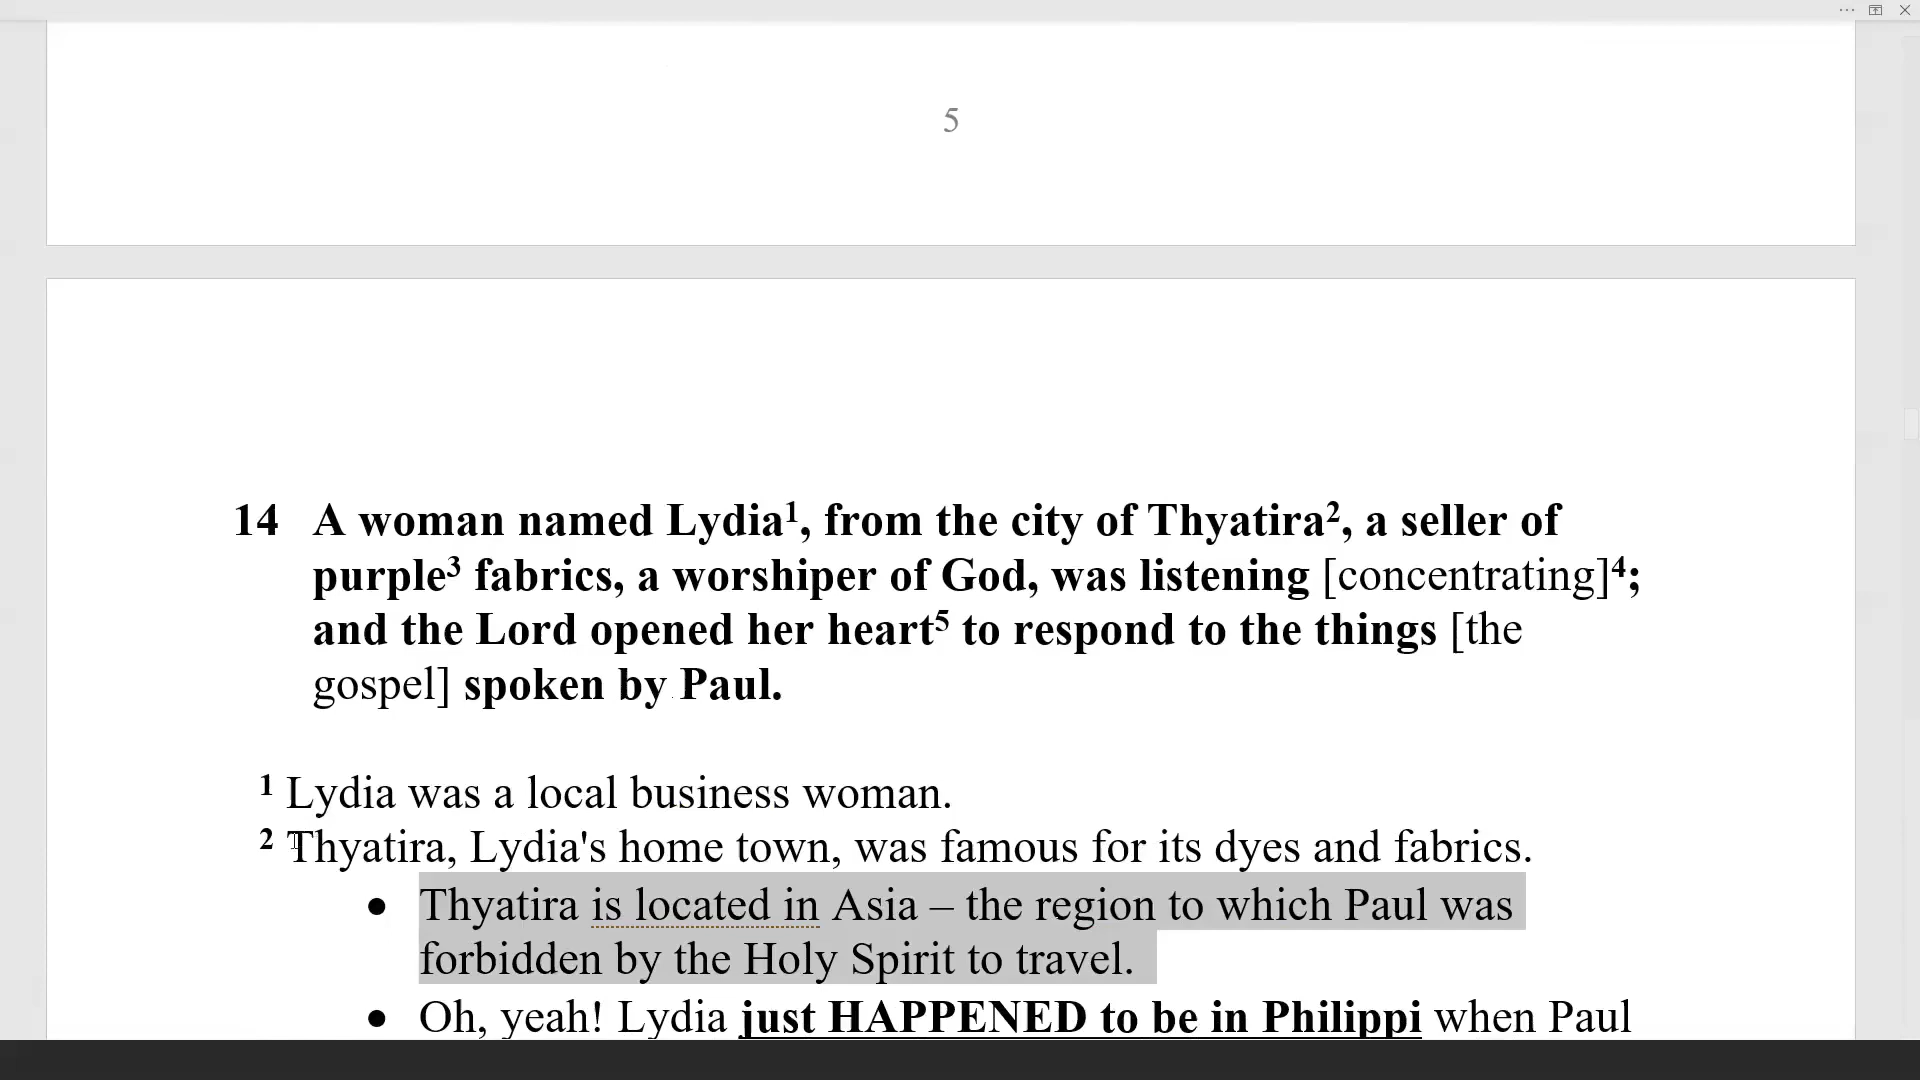 5
14 A woman named Lydia¹, from the city of Thyatira², a seller of
purple³ fabrics, a worshiper of God, was listening [concentrating]⁴;
and the Lord opened her heart⁵ to respond to the things [the
gospel] spoken by Paul.
¹ Lydia was a local business woman.
² Thyatira, Lydia's home town, was famous for its dyes and fabrics.
• Thyatira is located in Asia – the region to which Paul was
forbidden by the Holy Spirit to travel.
• Oh, yeah! Lydia just HAPPENED to be in Philippi when Paul